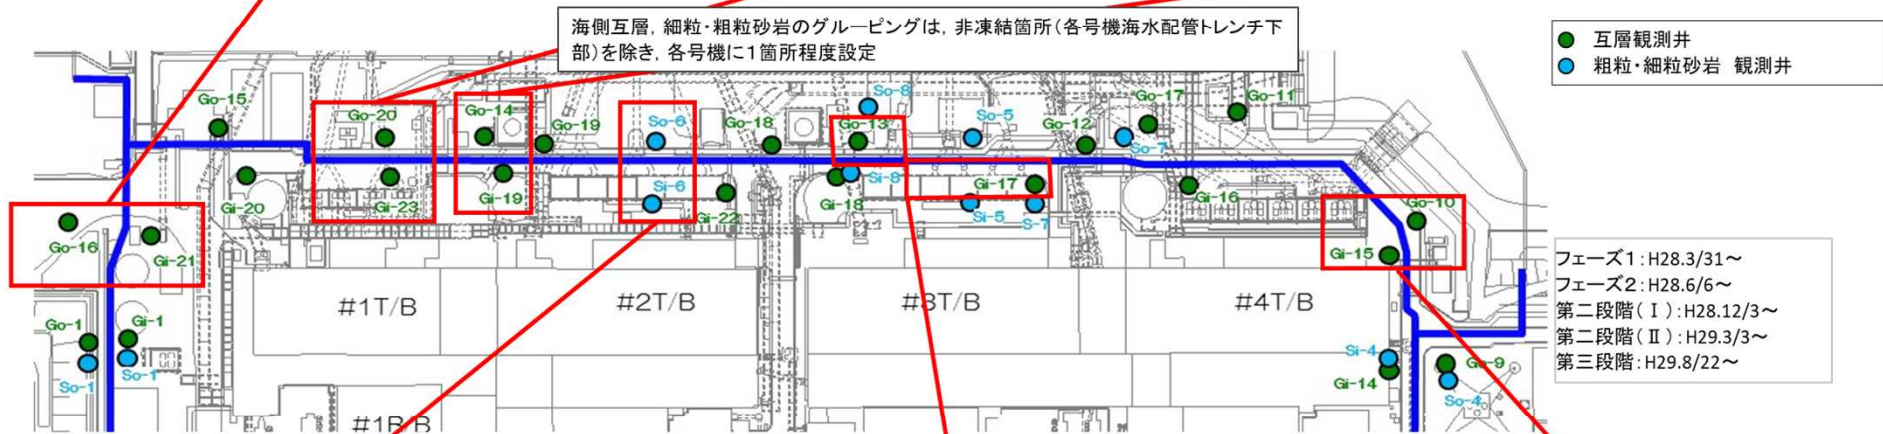 海側互層，細粒・粗粒砂岩のグルーピングは，非凍結箇所（各号機海水配管トレンチ下
部）を除き，各号機に１箇所程度設定
互層観測井
粗粒・細粒砂岩　観測井
Go-15
Go-20
Go-14
Go-19
So-6
Go-18
So-8
Go-13
So-5
Go-12
Go-17
So-7
Go-11
Gi-20
Gi-23
Gi-19
Si-6
Gi-22
Gi-18
Si-8
Gi-17
Si-5
S-7
Gi-16
Go-10
Gi-15
Go-16
Gi-21
#1T/B
#2T/B
#3T/B
#4T/B
Go-1
Gi-1
So-1
So-1
Si-4
Gi-14
Go-9
So-4
#1R/B
フェーズ１：H28.3/31～
フェーズ２：H28.6/6～
第二段階（Ⅰ）：H28.12/3～
第二段階（Ⅱ）：H29.3/3～
第三段階：H29.8/22～